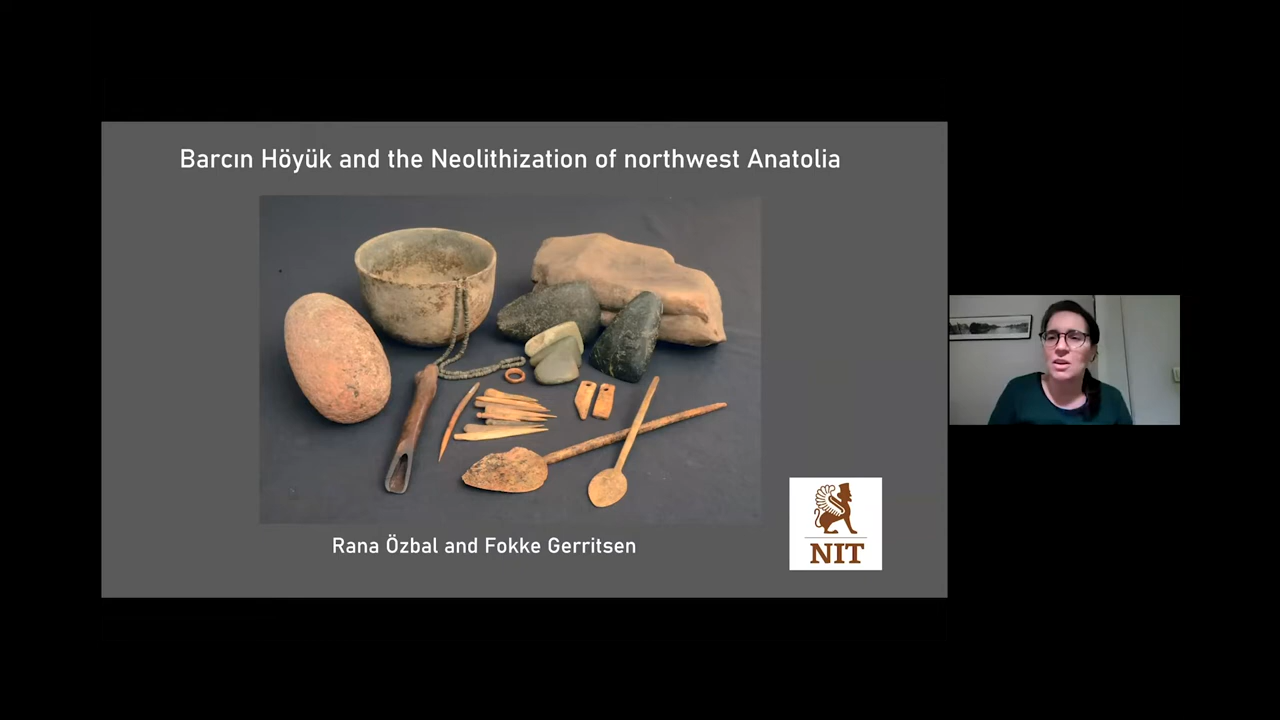 Barcın Höyük and the Neolithization of northwest Anatolia
Rana Özbal and Fokke Gerritsen
NIT